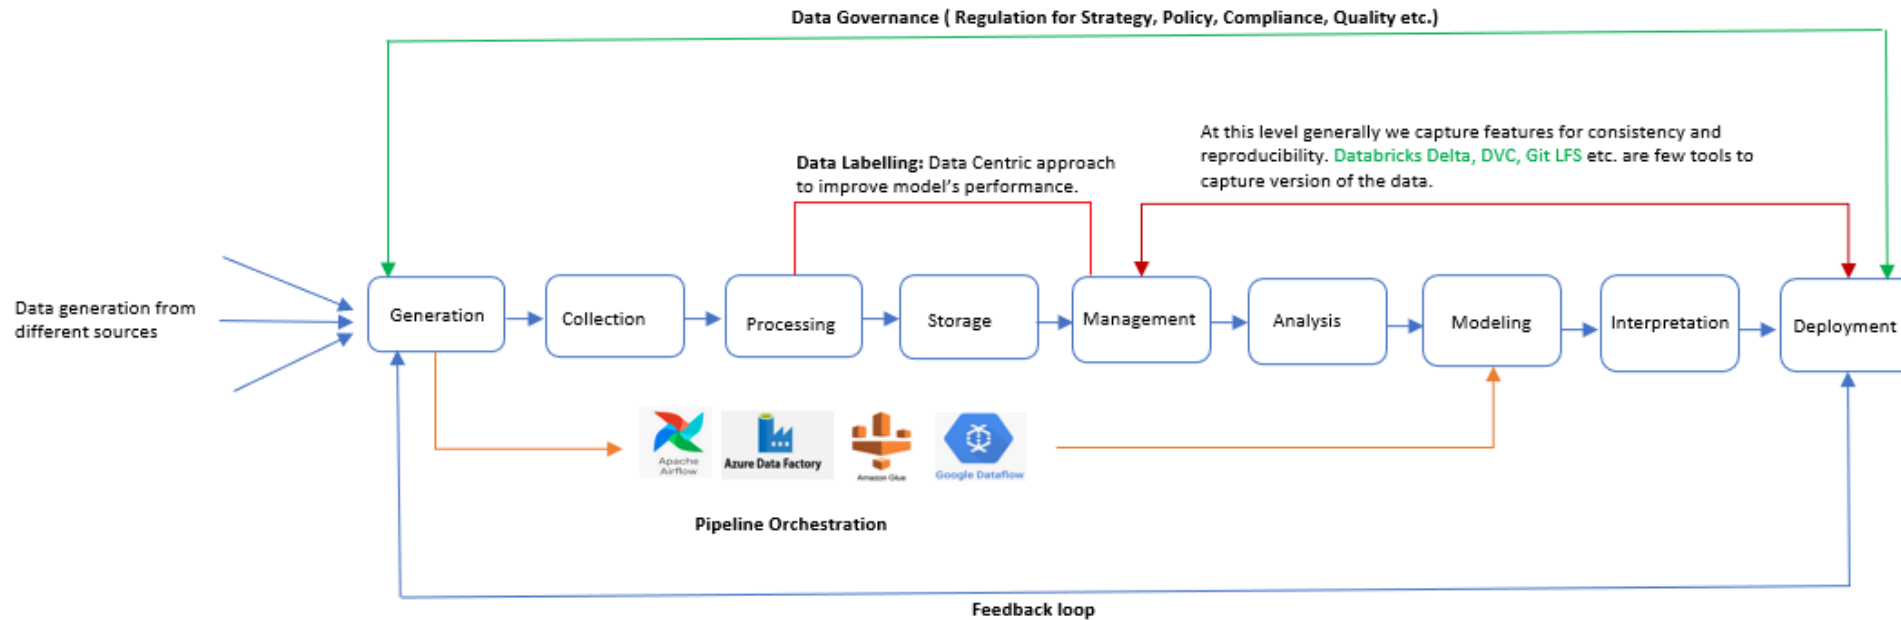 Data Governance ( Regulation for Strategy, Policy, Compliance, Quality etc.)
At this level generally we capture features for consistency and
reproducibility. Databricks Delta, DVC, Git LFS etc. are few tools to
capture version of the data.
Data Labelling: Data Centric approach
to improve model's performance.
Data generation from
different sources
Generation
Collection
Processing
Storage
Management
Analysis
Modeling
Interpretation
Deployment
Apache
Airflow
Azure Data Factory
Amazon Glue
Google Dataflow
Pipeline Orchestration
Feedback loop